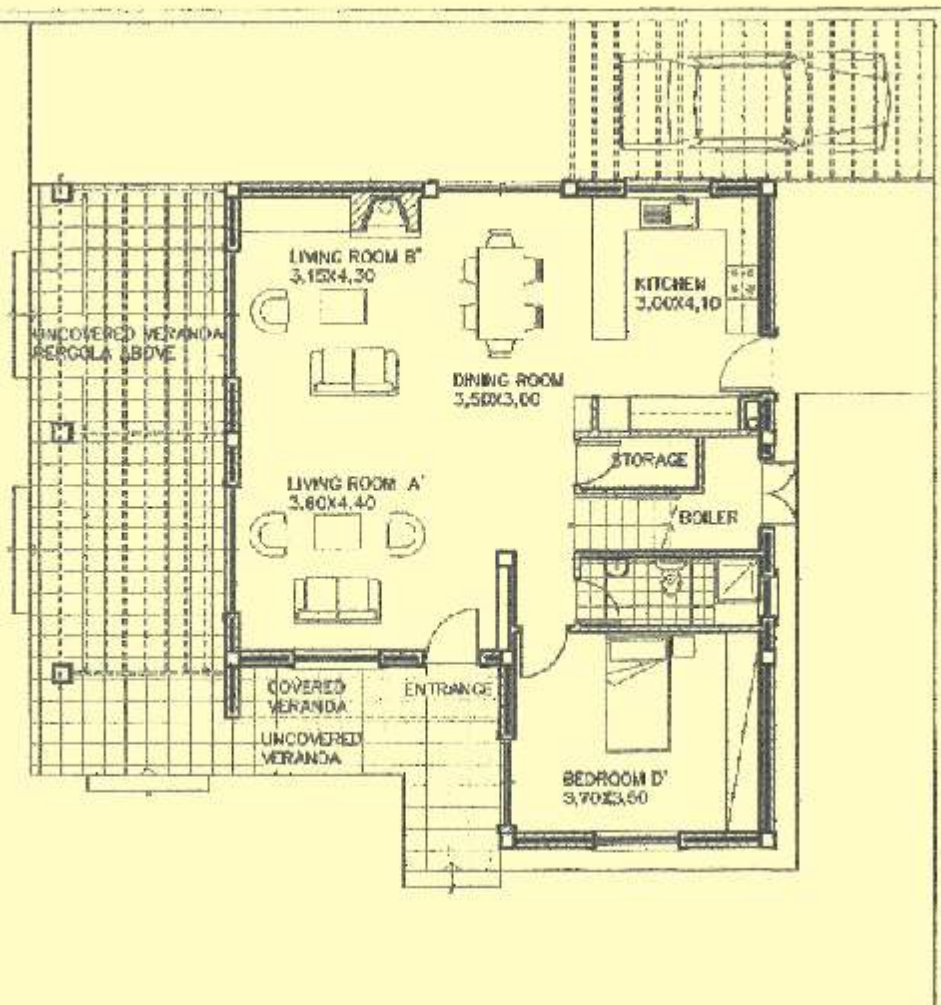 LIVING ROOM B'
3,15X4,30
KITCHEN
3,00X4,10
UNCOVERED VERANDA
PERGOLA ABOVE
DINING ROOM
3,50X3,60
STORAGE
LIVING ROOM A'
3,60X4,40
BOILER
COVERED
VERANDA
ENTRANCE
UNCOVERED
VERANDA
BEDROOM D'
3,70X3,50